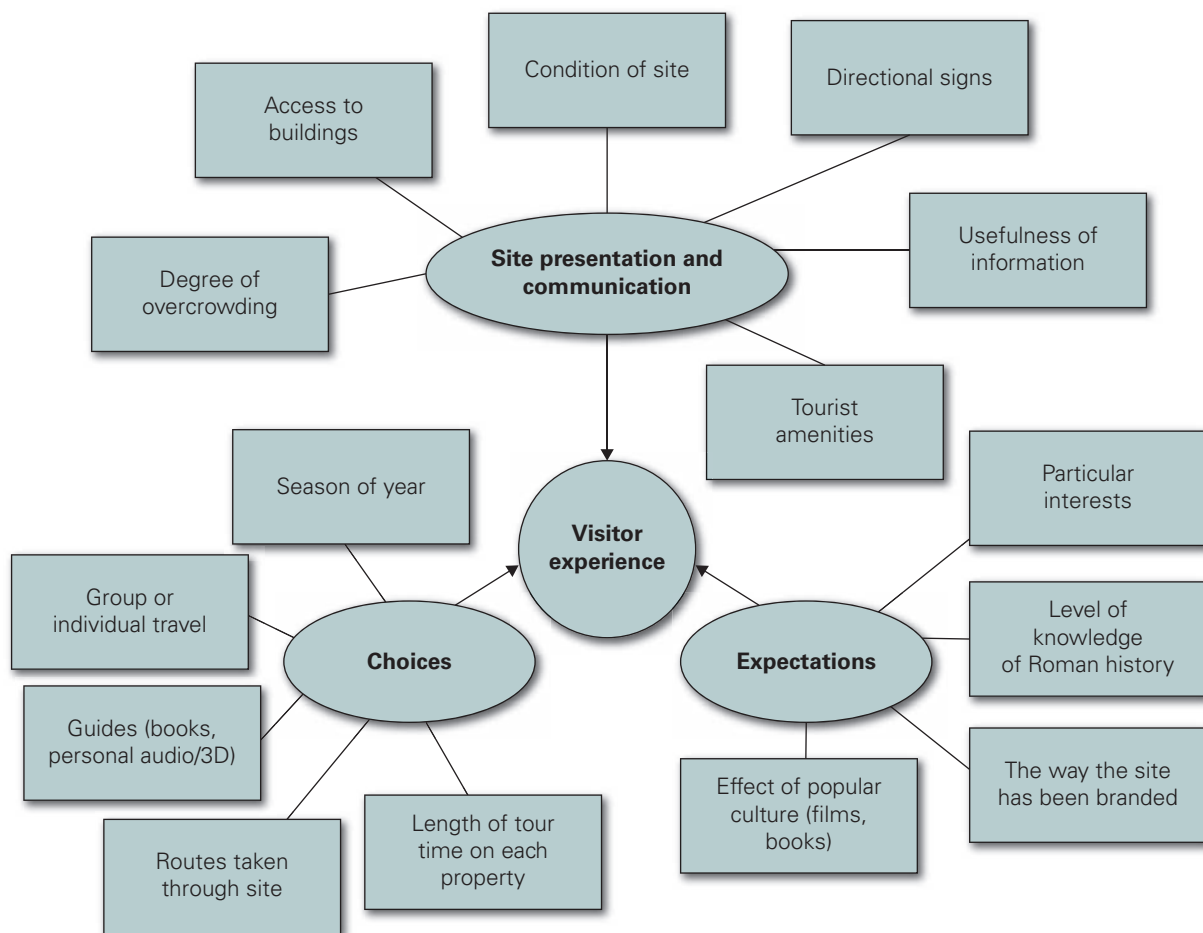 Condition of site
Directional signs
Access to
buildings
Usefulness of
information
Site presentation and
communication
Degree of
overcrowding
Tourist
amenities
Season of year
Particular
interests
Visitor
experience
Group or
individual travel
Level of
knowledge
of Roman history
Choices
Expectations
Guides (books,
personal audio/3D)
The way the site
has been branded
Effect of popular
culture (films,
books)
Length of tour
time on each
property
Routes taken
through site